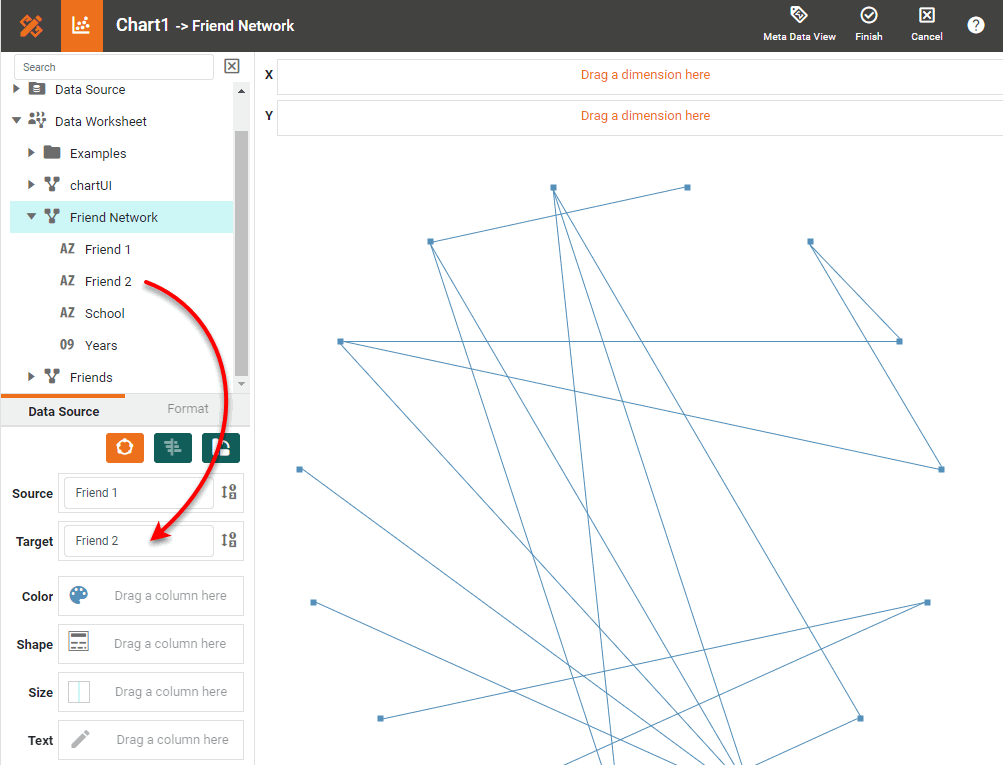 Chart1 -> Friend Network
Meta Data View
Finish
Cancel
?
Search
Data Source
Data Worksheet
Examples
chartUI
Friend Network
AZ Friend 1
AZ Friend 2
AZ School
09 Years
Friends
Data Source
Format
Source
Friend 1
Target
Friend 2
Color
Drag a column here
Shape
Drag a column here
Size
Drag a column here
Text
Drag a column here
X
Drag a dimension here
Y
Drag a dimension here